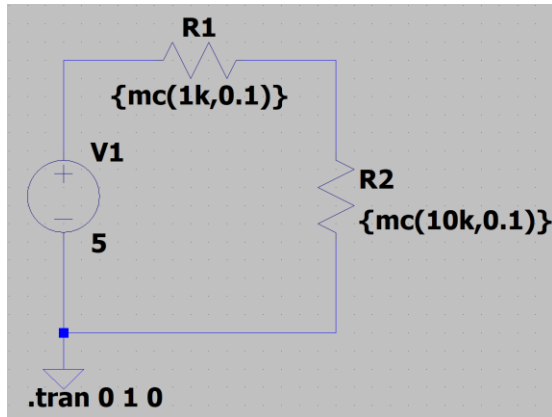 R1
{mc(1k,0.1)}
V1
+
R2
{mc(10k,0.1)}
−
5
.tran 0 1 0